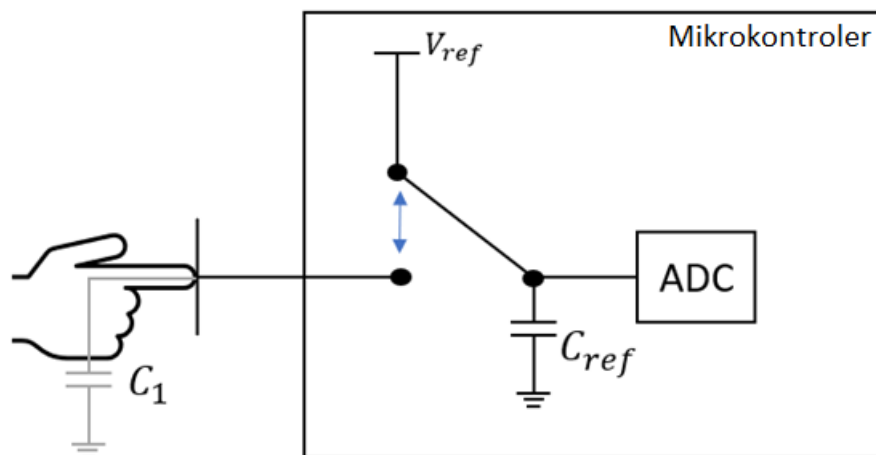 Mikrokontroler
V_ref
ADC
C_ref
C_1